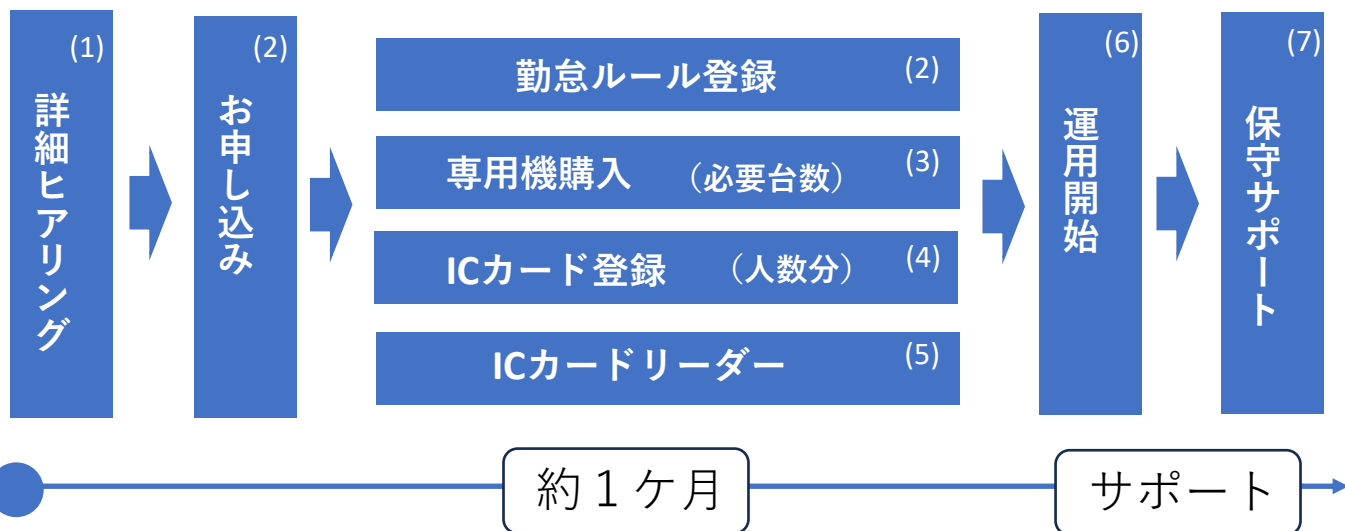 (1)
詳細ヒアリング
(2)
お申し込み
勤怠ルール登録 (2)
専用機購入 (必要台数) (3)
ICカード登録 (人数分) (4)
ICカードリーダー (5)
(6)
運用開始
(7)
保守サポート
約１ケ月
サポート